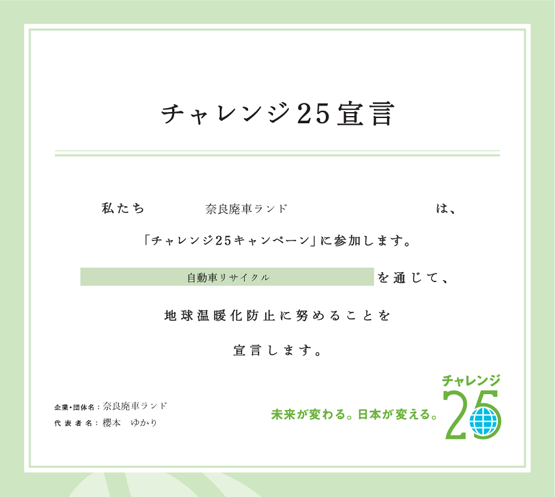 チャレンジ25宣言
私たち 奈良廃車ランド は、
「チャレンジ25キャンペーン」に参加します。
自動車リサイクル を通じて、
地球温暖化防止に努めることを
宣言します。
企業・団体名：奈良廃車ランド
代表者名：櫻本 ゆかり
未来が変わる。日本が変える。
チャレンジ
25